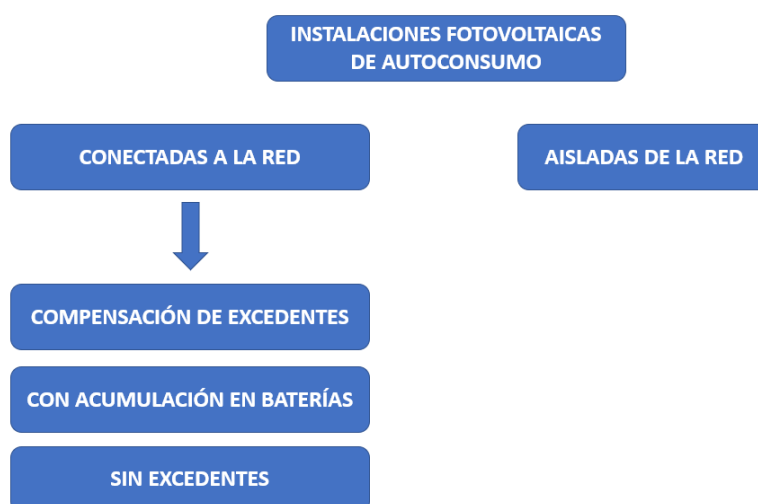 INSTALACIONES FOTOVOLTAICAS
DE AUTOCONSUMO
CONECTADAS A LA RED
AISLADAS DE LA RED
COMPENSACIÓN DE EXCEDENTES
CON ACUMULACIÓN EN BATERÍAS
SIN EXCEDENTES